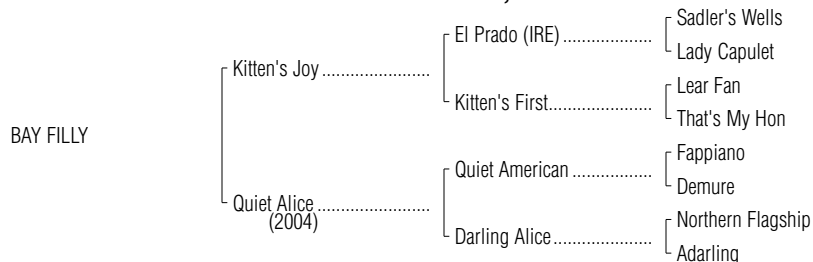 Sadler's Wells
El Prado (IRE) .....................
Lady Capulet
Kitten's Joy .......................
Lear Fan
Kitten's First......................
That's My Hon
BAY FILLY
Fappiano
Quiet American .................
Demure
Quiet Alice ........................
(2004)
Northern Flagship
Darling Alice.....................
Adarling